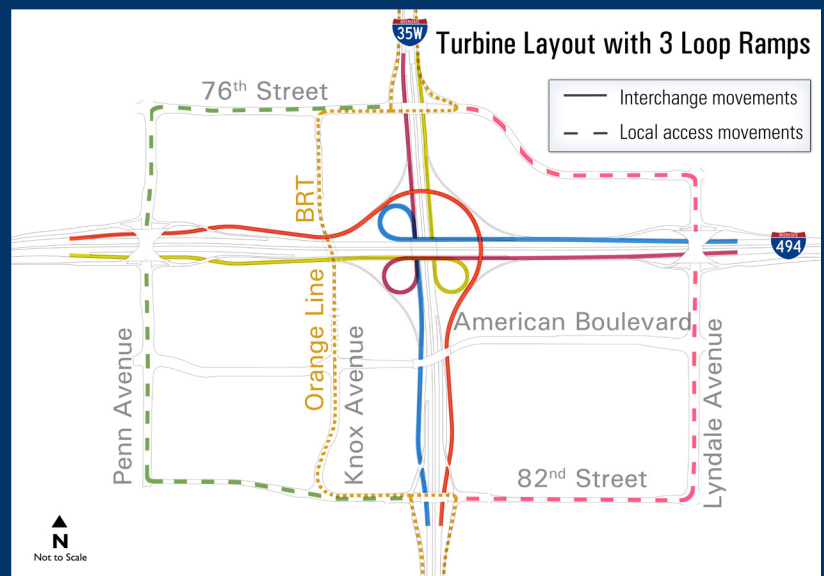 35W
Turbine Layout with 3 Loop Ramps
76th Street
Interchange movements
Local access movements
BRT
Orange Line
494
American Boulevard
Penn Avenue
Knox Avenue
Lyndale Avenue
82nd Street
N
Not to Scale